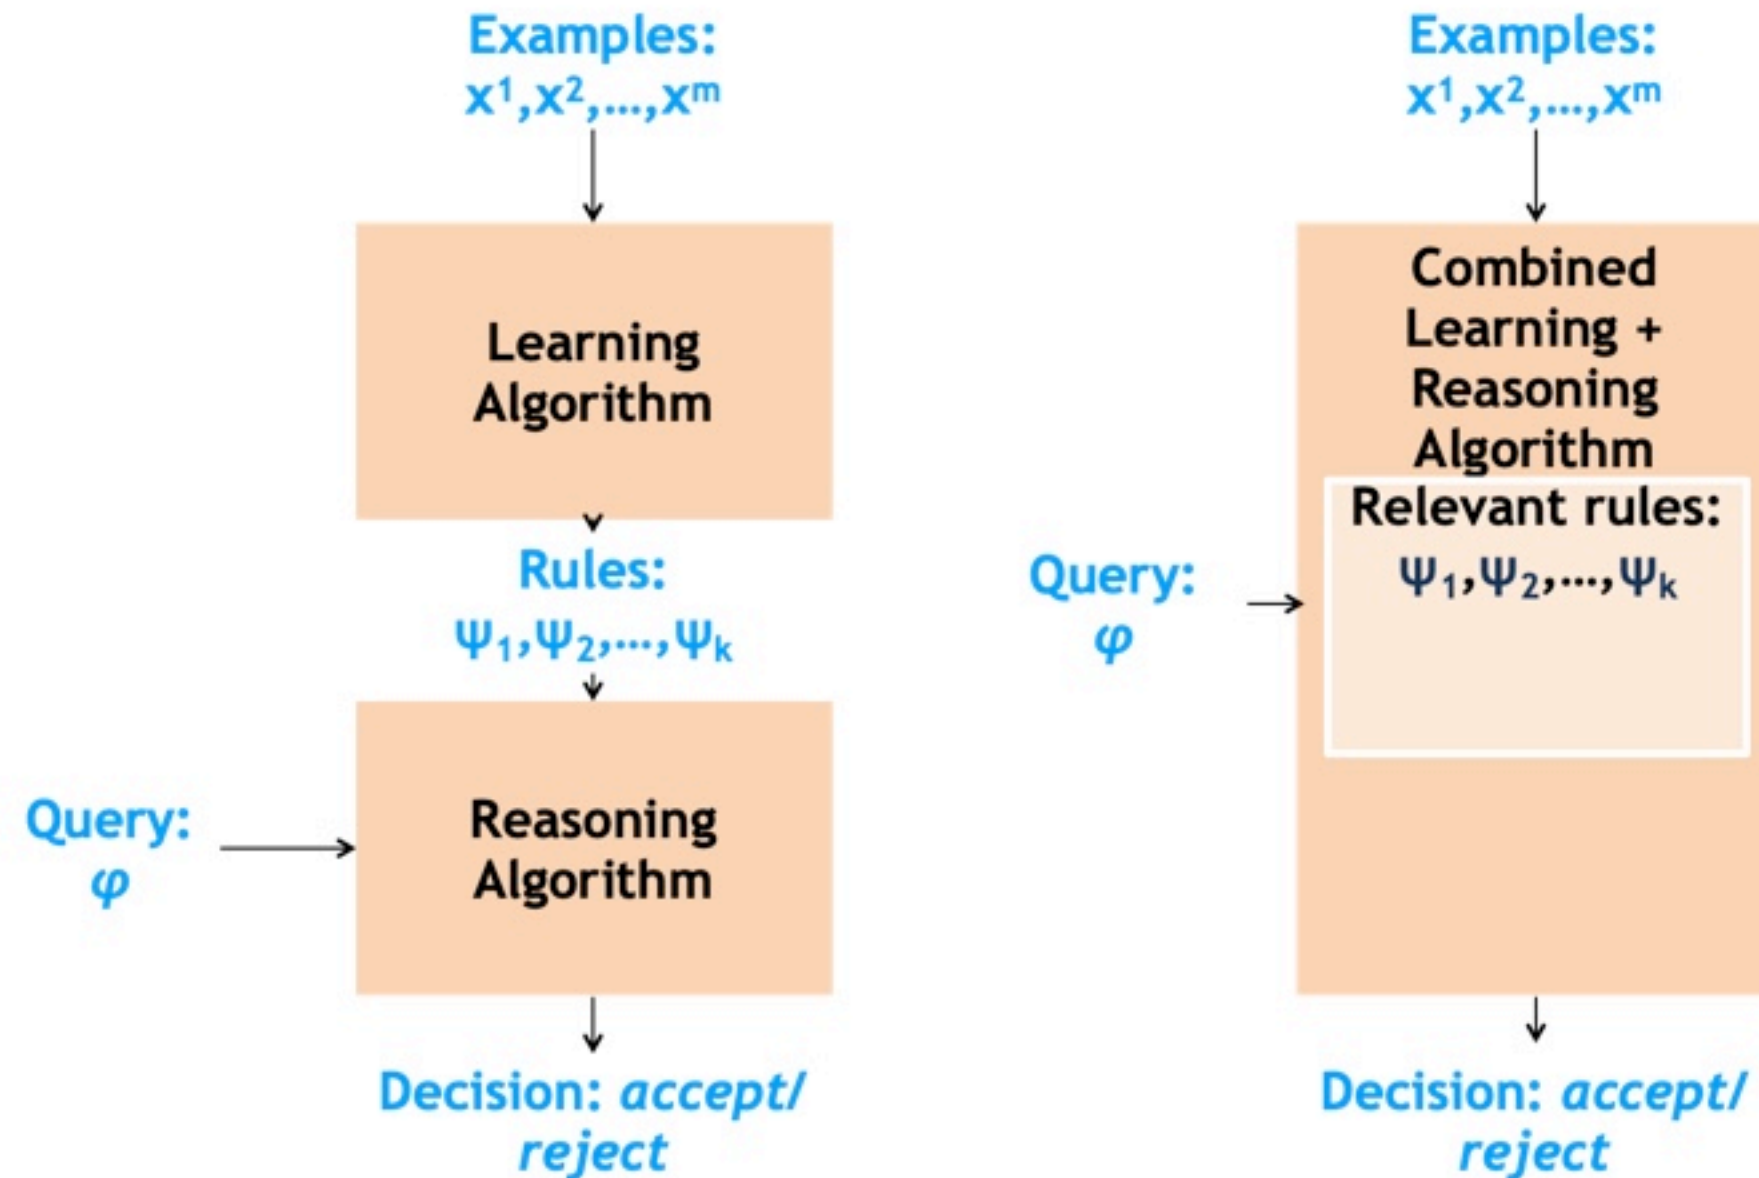 Examples:
x¹,x²,...,xᵐ
Learning
Algorithm
Rules:
Ψ₁,Ψ₂,...,Ψₖ
Query:
φ
Reasoning
Algorithm
Decision: accept/
reject
Examples:
x¹,x²,...,xᵐ
Combined
Learning +
Reasoning
Algorithm
Relevant rules:
Ψ₁,Ψ₂,...,Ψₖ
Query:
φ
Decision: accept/
reject